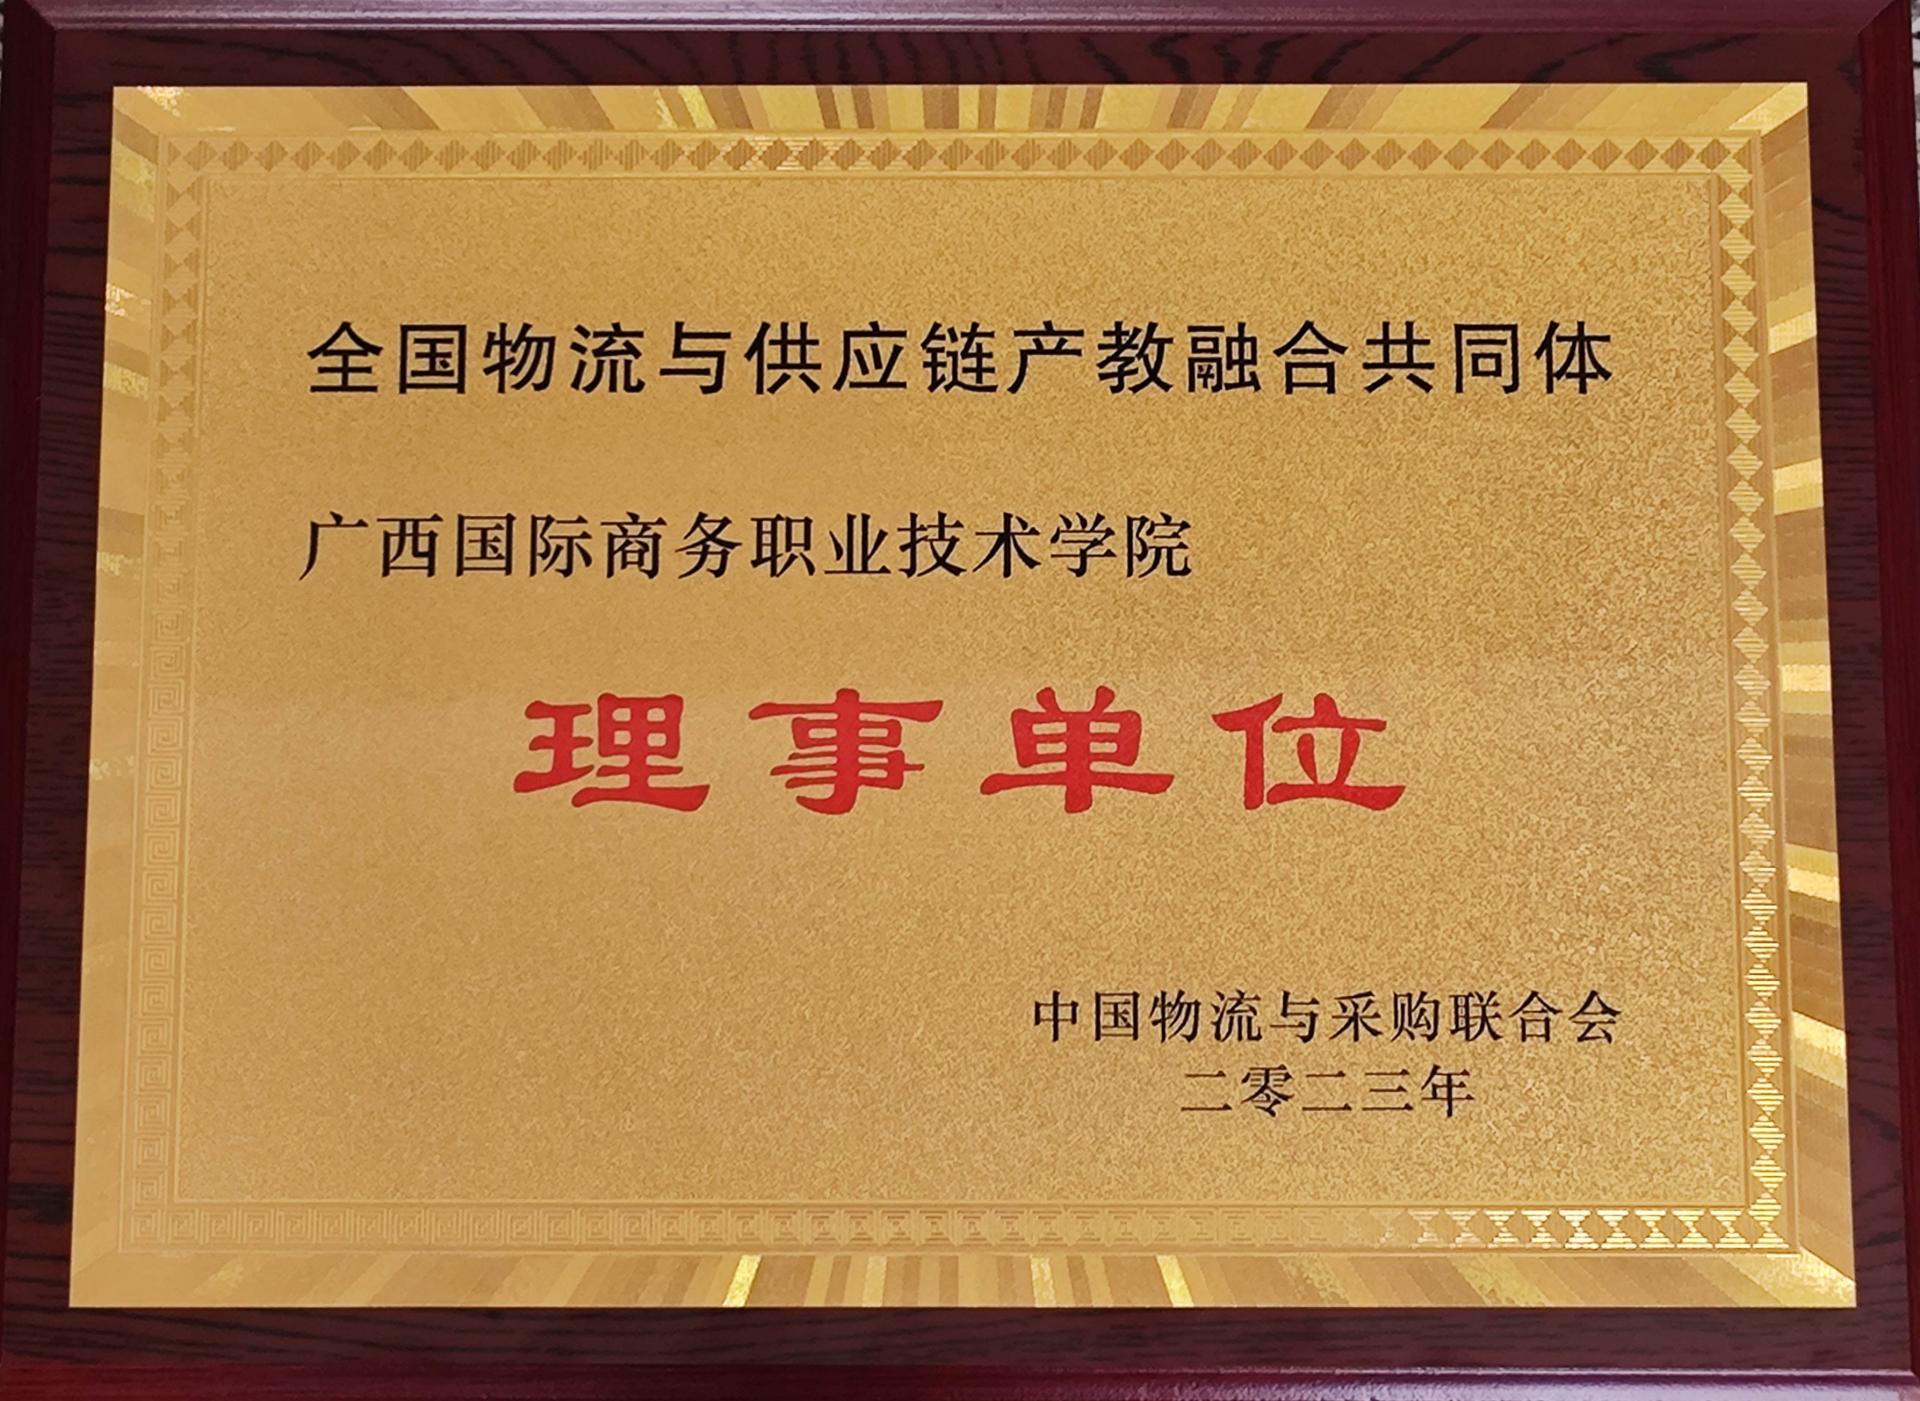 全国物流与供应链产教融合共同体
广西国际商务职业技术学院
理事单位
中国物流与采购联合会
二零二三年